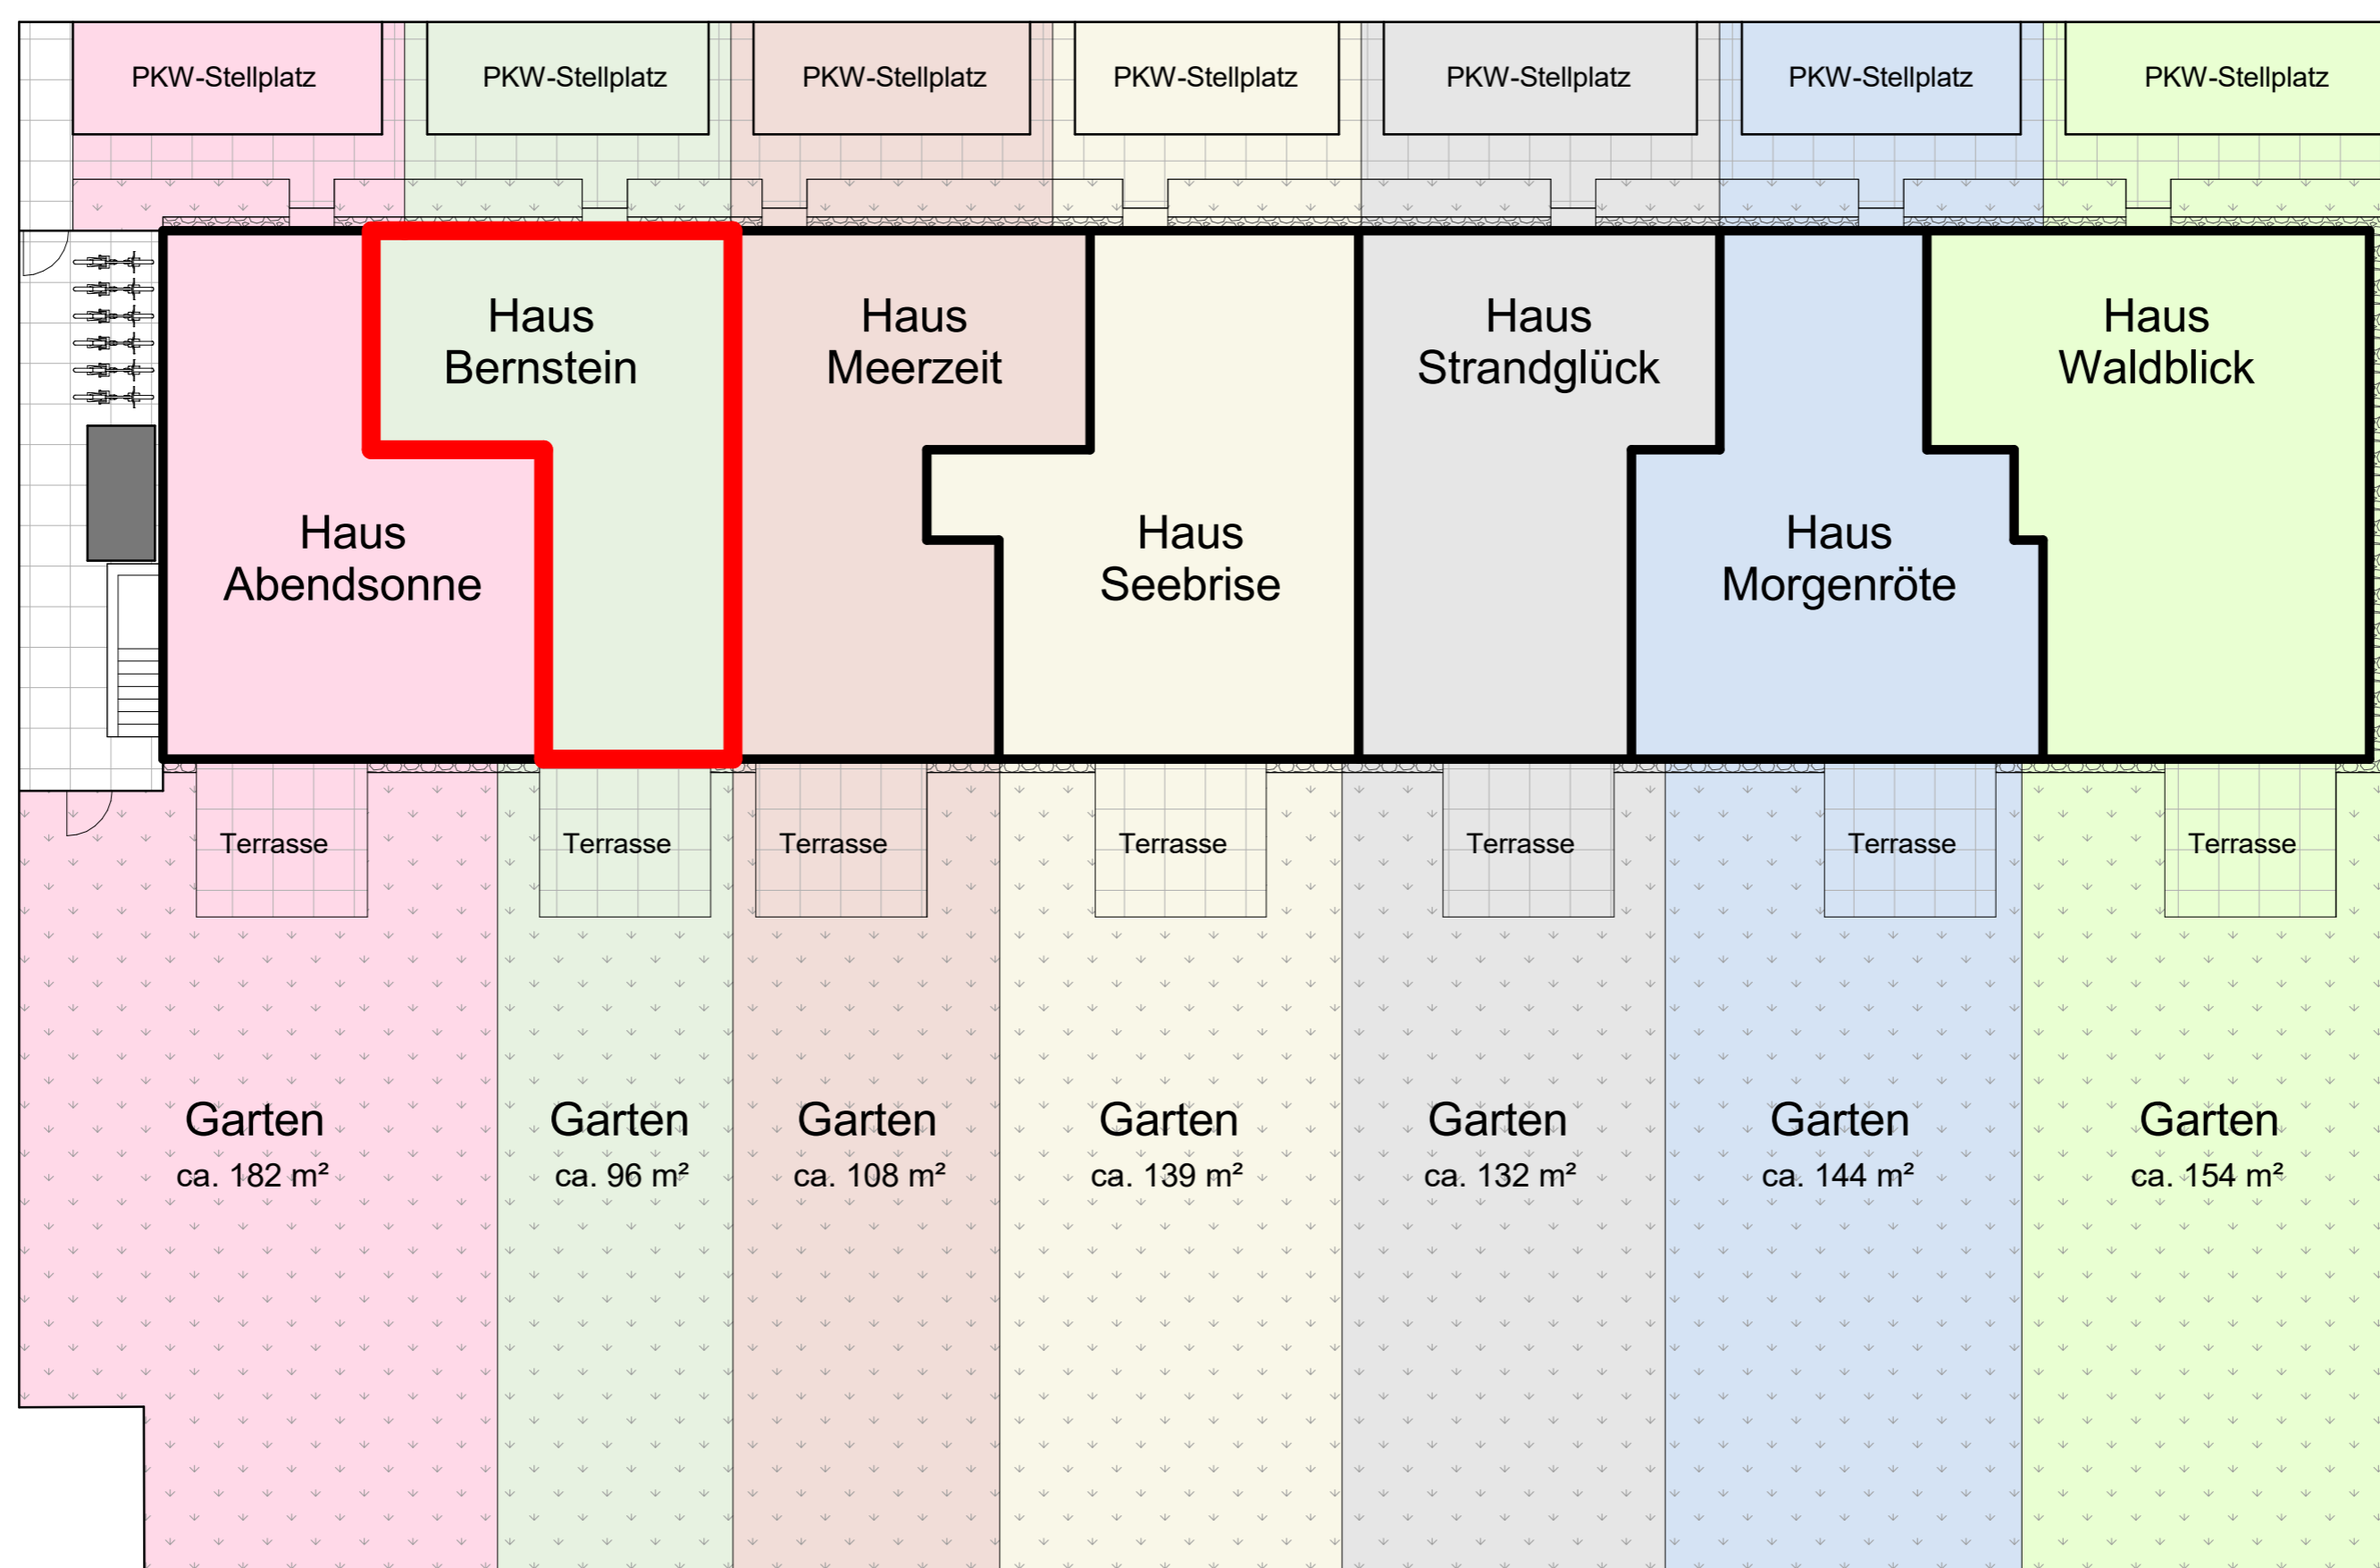 PKW-Stellplatz
PKW-Stellplatz
PKW-Stellplatz
PKW-Stellplatz
PKW-Stellplatz
PKW-Stellplatz
PKW-Stellplatz
Haus
Bernstein
Haus
Meerzeit
Haus
Strandglück
Haus
Waldblick
Haus
Abendsonne
Haus
Seebrise
Haus
Morgenröte
Terrasse
Terrasse
Terrasse
Terrasse
Terrasse
Terrasse
Terrasse
Garten
ca. 182 m²
Garten
ca. 96 m²
Garten
ca. 108 m²
Garten
ca. 139 m²
Garten
ca. 132 m²
Garten
ca. 144 m²
Garten
ca. 154 m²